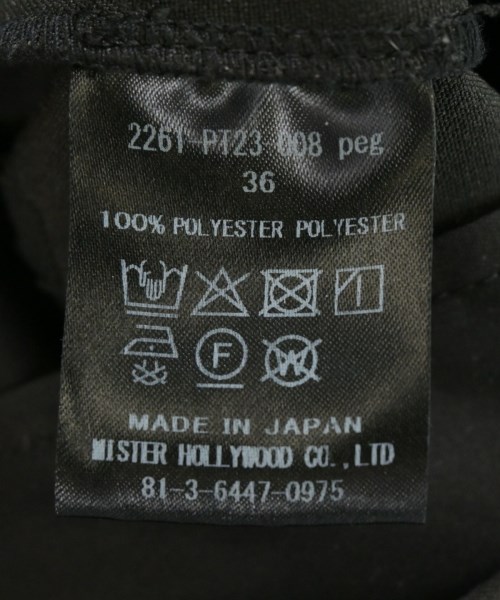 2261-PT23 008 peg
36
100% POLYESTER POLYESTER
F
W
MADE IN JAPAN
MISTER HOLLYWOOD CO.,LTD
81-3-6447-0975